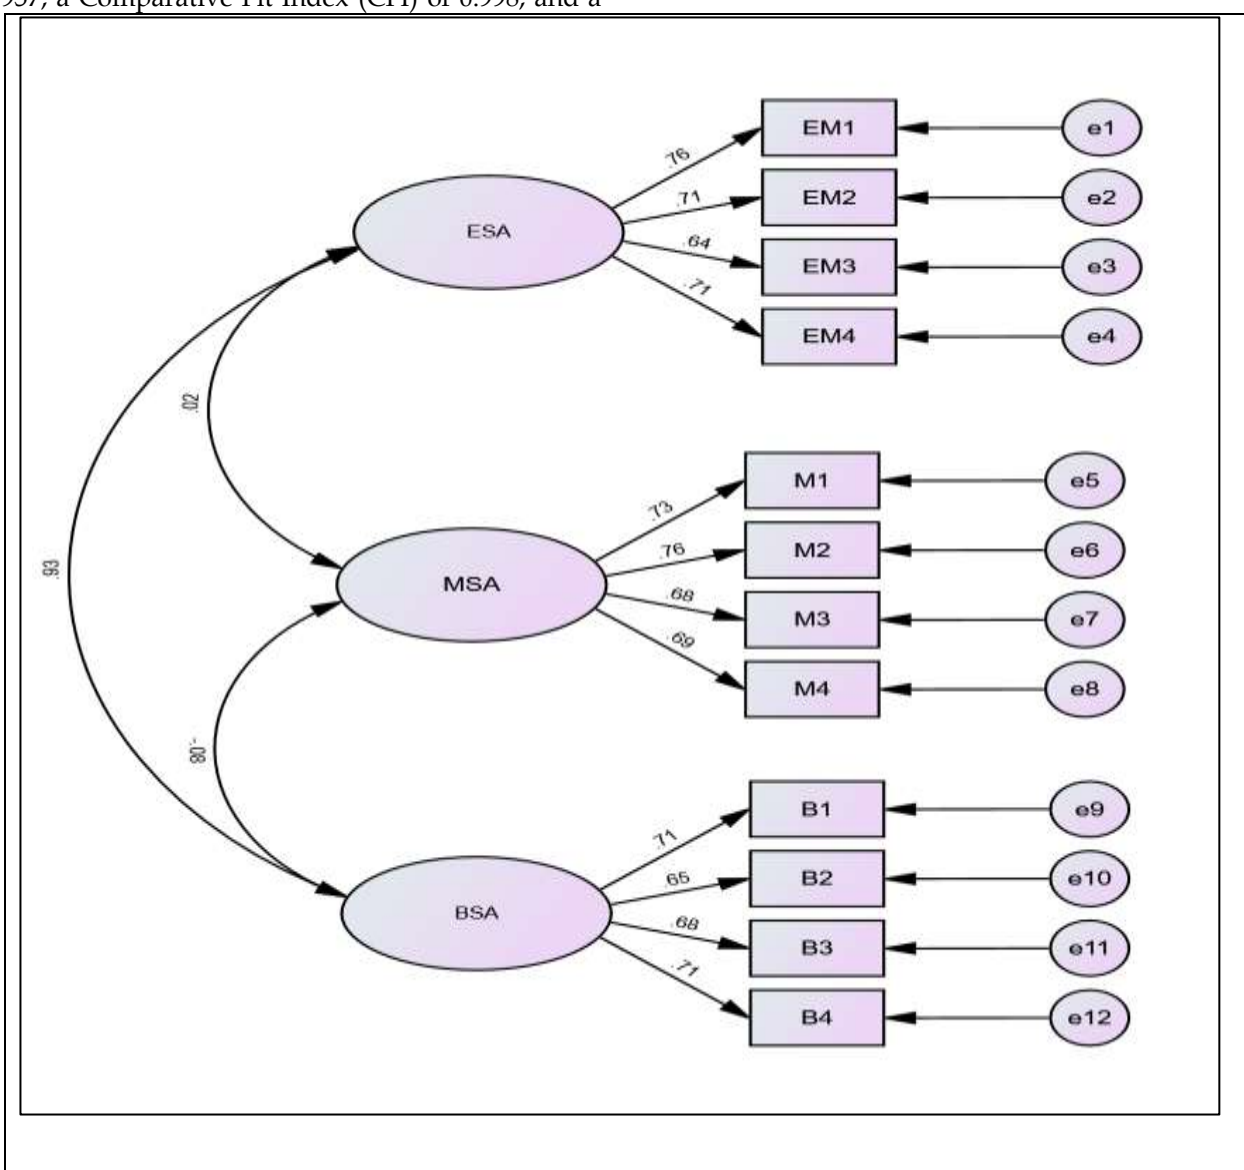 937, a Comparative Fit Index (CFI) of 0.998, and a
EM1
e1
.76
EM2
e2
.71
ESA
EM3
e3
.64
EM4
e4
.71
.02
M1
e5
.73
M2
e6
.76
.93
MSA
M3
e7
.68
M4
e8
.69
-.08
B1
e9
.71
B2
e10
.65
BSA
B3
e11
.68
B4
e12
.71